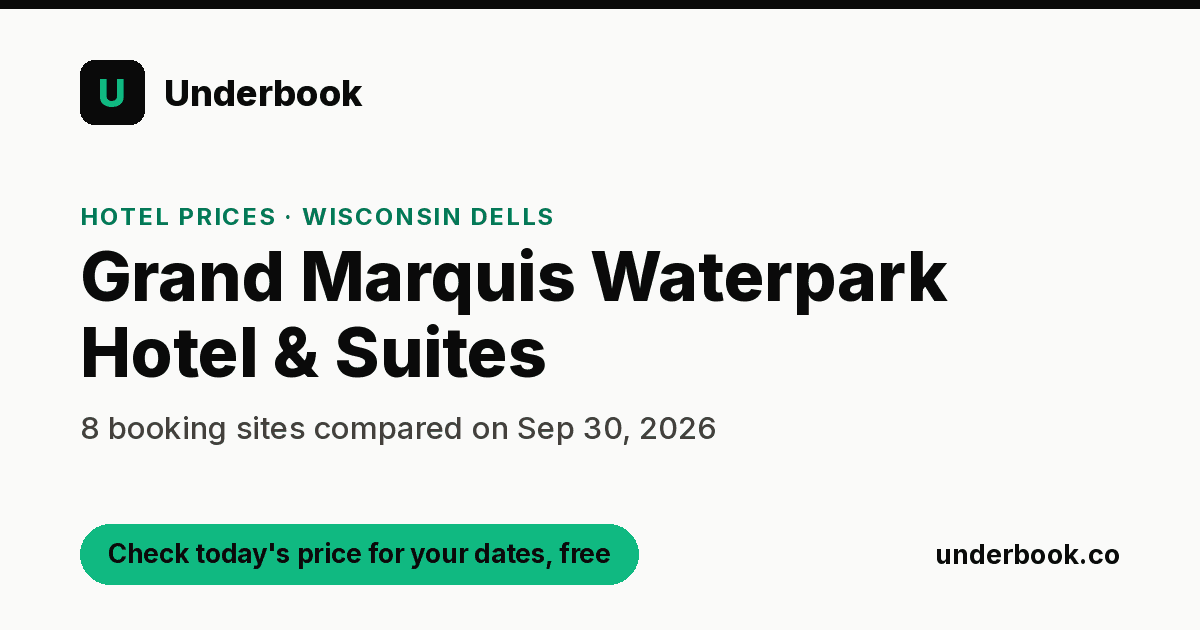 U Underbook
HOTEL PRICES · WISCONSIN DELLS
Grand Marquis Waterpark
Hotel & Suites
8 booking sites compared on Sep 30, 2026
Check today's price for your dates, free
underbook.co